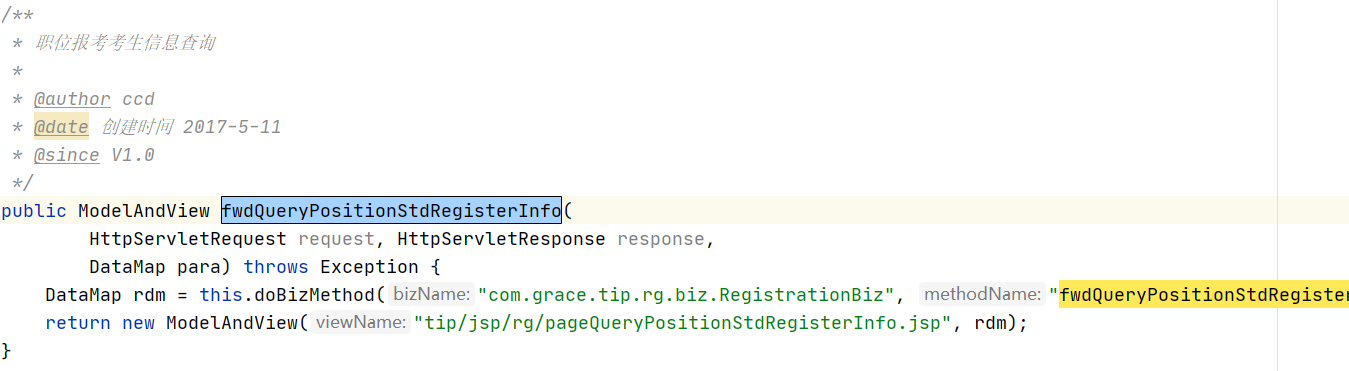 /**
 * 职位报考考生信息查询
 *
 * @author ccd
 * @date 创建时间 2017-5-11
 * @since V1.0
 */
public ModelAndView fwdQueryPositionStdRegisterInfo(
        HttpServletRequest request, HttpServletResponse response,
        DataMap para) throws Exception {
    DataMap rdm = this.doBizMethod( bizName: "com.grace.tip.rg.biz.RegistrationBiz", methodName: "fwdQueryPositionStdRegister
    return new ModelAndView( viewName: "tip/jsp/rg/pageQueryPositionStdRegisterInfo.jsp", rdm);
}